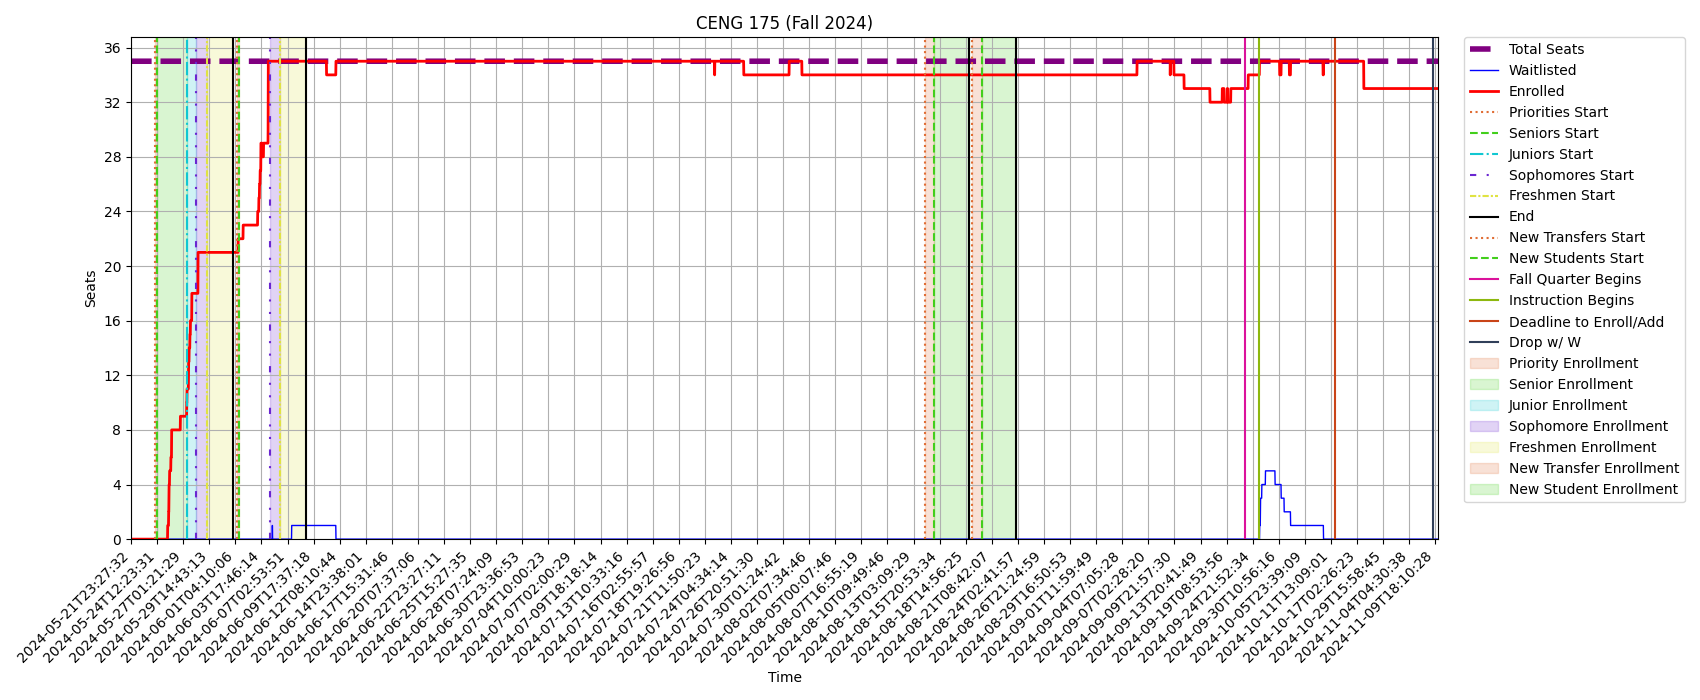 CENG 175 (Fall 2024)
36
32
28
24
20
16
12
8
4
0
Seats
2024-05-21T23:27:32
2024-05-24T12:23:31
2024-05-27T01:21:29
2024-05-29T14:43:13
2024-06-01T04:10:06
2024-06-03T17:46:14
2024-06-07T02:53:51
2024-06-09T17:37:18
2024-06-12T08:10:44
2024-06-14T23:38:01
2024-06-17T15:31:46
2024-06-20T07:37:06
2024-06-22T23:27:11
2024-06-25T15:27:35
2024-06-28T07:24:09
2024-06-30T23:36:53
2024-07-04T10:00:23
2024-07-07T02:00:29
2024-07-09T18:18:14
2024-07-13T10:33:16
2024-07-16T02:55:57
2024-07-18T19:26:56
2024-07-21T11:50:23
2024-07-24T04:34:14
2024-07-26T20:51:30
2024-07-30T01:24:42
2024-08-02T07:34:46
2024-08-05T00:07:46
2024-08-07T16:55:19
2024-08-10T09:49:46
2024-08-13T03:09:29
2024-08-15T20:53:34
2024-08-18T14:56:25
2024-08-21T08:42:07
2024-08-24T02:41:57
2024-08-26T21:24:59
2024-08-29T16:50:53
2024-09-01T11:59:49
2024-09-04T07:05:28
2024-09-07T02:28:20
2024-09-09T21:57:30
2024-09-13T20:41:49
2024-09-19T08:53:56
2024-09-24T21:52:34
2024-09-30T10:56:16
2024-10-05T23:39:09
2024-10-11T13:09:01
2024-10-17T02:26:23
2024-10-29T15:58:45
2024-11-04T04:30:38
2024-11-09T18:10:28
Time
Total Seats
Waitlisted
Enrolled
Priorities Start
Seniors Start
Juniors Start
Sophomores Start
Freshmen Start
End
New Transfers Start
New Students Start
Fall Quarter Begins
Instruction Begins
Deadline to Enroll/Add
Drop w/ W
Priority Enrollment
Senior Enrollment
Junior Enrollment
Sophomore Enrollment
Freshmen Enrollment
New Transfer Enrollment
New Student Enrollment